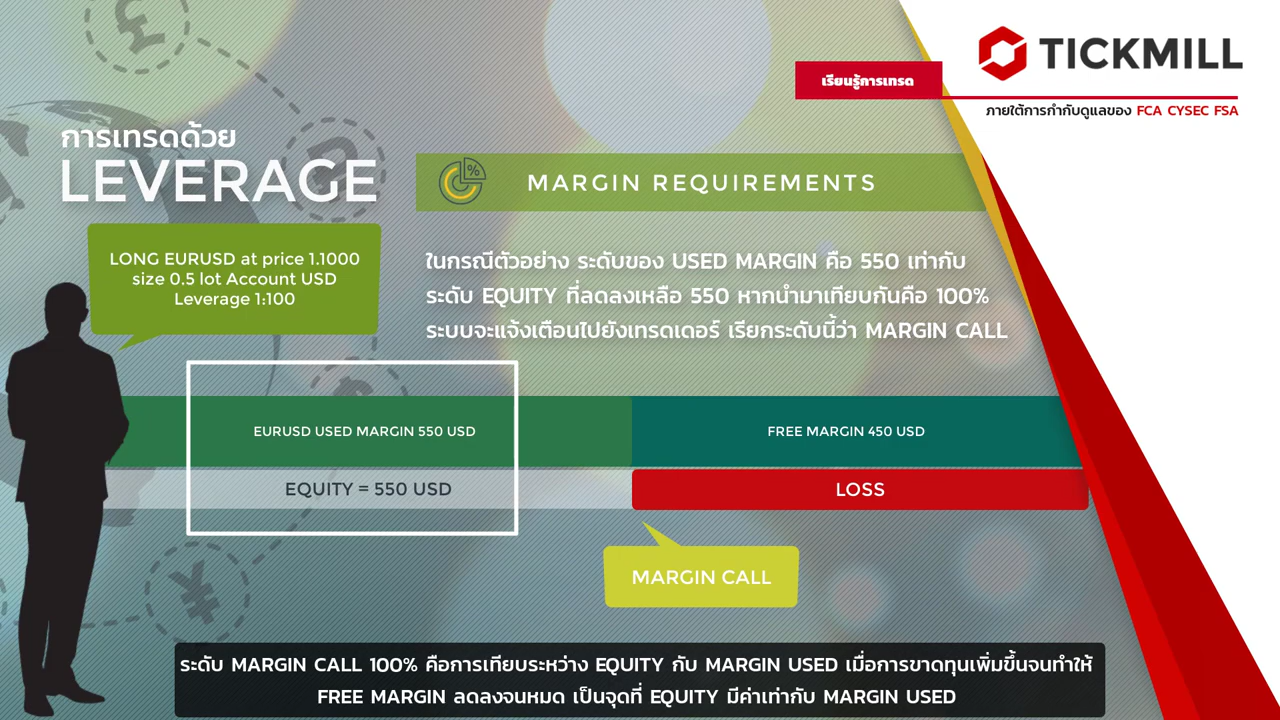 TICKMILL
เรียนรู้การเทรด
ภายใต้การกำกับดูแลของ FCA CYSEC FSA
การเทรดด้วย
LEVERAGE
%
MARGIN REQUIREMENTS
LONG EURUSD at price 1.1000
size 0.5 lot Account USD
Leverage 1:100
ในกรณีตัวอย่าง ระดับของ USED MARGIN คือ 550 เท่ากับ
ระดับ EQUITY ที่ลดลงเหลือ 550 หากนำมาเทียบกันคือ 100%
ระบบจะแจ้งเตือนไปยังเทรดเดอร์ เรียกระดับนี้ว่า MARGIN CALL
EURUSD USED MARGIN 550 USD
FREE MARGIN 450 USD
EQUITY = 550 USD
LOSS
MARGIN CALL
ระดับ MARGIN CALL 100% คือการเทียบระหว่าง EQUITY กับ MARGIN USED เมื่อการขาดทุนเพิ่มขึ้นจนทำให้
FREE MARGIN ลดลงจนหมด เป็นจุดที่ EQUITY มีค่าเท่ากับ MARGIN USED